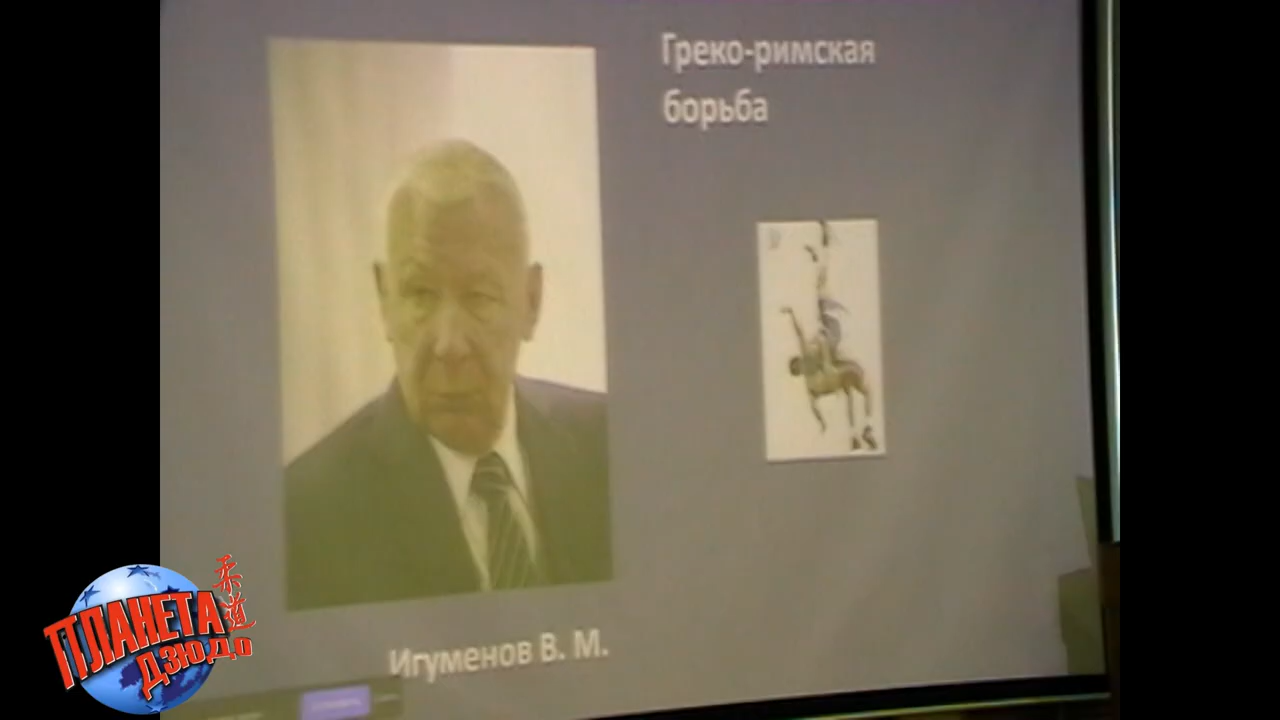 Греко-римская
борьба
Игуменов В. М.
ПЛАНЕТА
ДЗЮДО
柔道